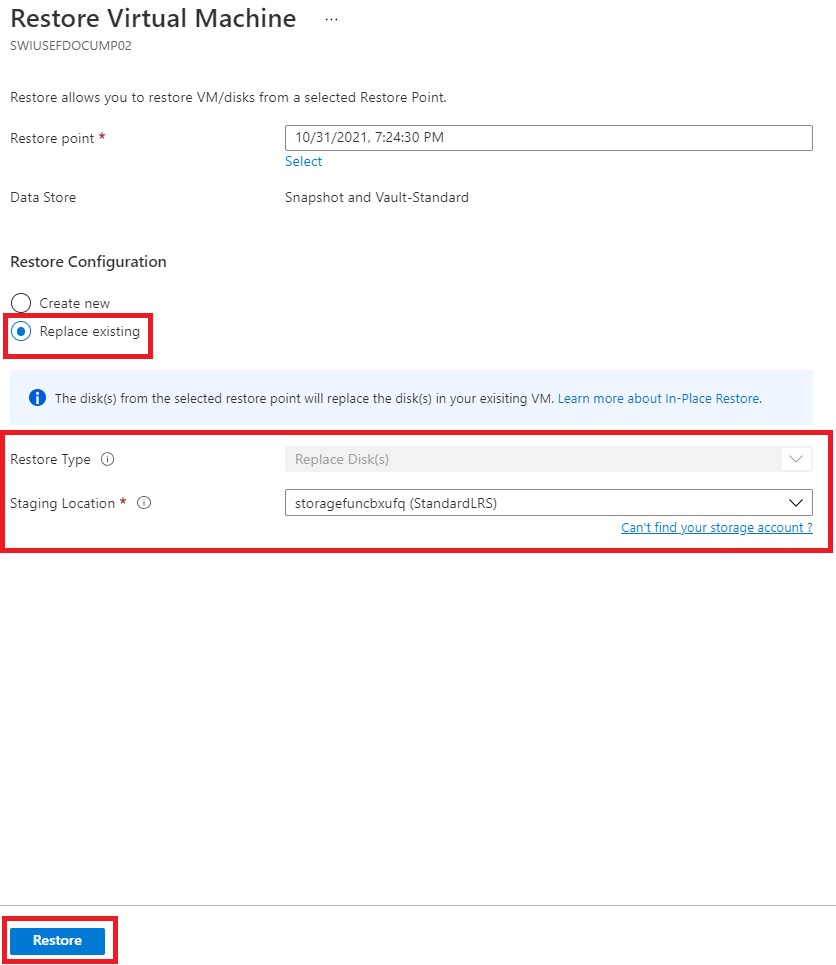 Restore Virtual Machine ...
SWIUSEFDOCUMP02
Restore allows you to restore VM/disks from a selected Restore Point.
Restore point * 10/31/2021, 7:24:30 PM
Select
Data Store Snapshot and Vault-Standard
Restore Configuration
Create new
Replace existing
The disk(s) from the selected restore point will replace the disk(s) in your exisiting VM. Learn more about In-Place Restore.
Restore Type Replace Disk(s)
Staging Location * storagefuncbxufq (StandardLRS)
Can't find your storage account ?
Restore